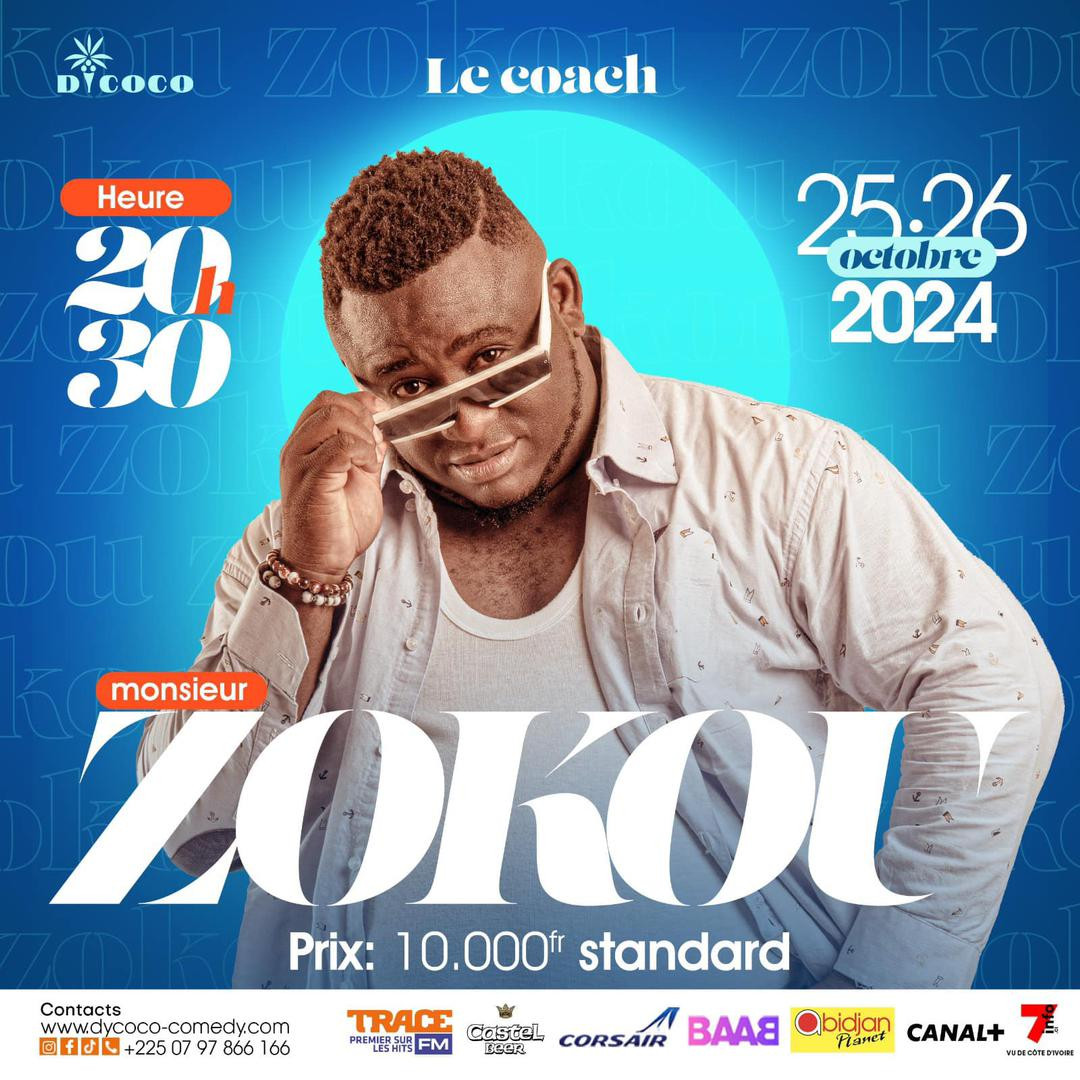 DYCOCO
Le coach
Heure
20h
30
25.26
octobre
2024
monsieur
ZOKOU
Prix: 10.000fr standard
Contacts
www.dycoco-comedy.com
+225 07 97 866 166
TRACE
PREMIER SUR
LES HITS FM
CASTEL
BEER
CORSAIR
BAAB
abidjan
Planet
CANAL+
7info
VU DE CÔTE D'IVOIRE
zokou